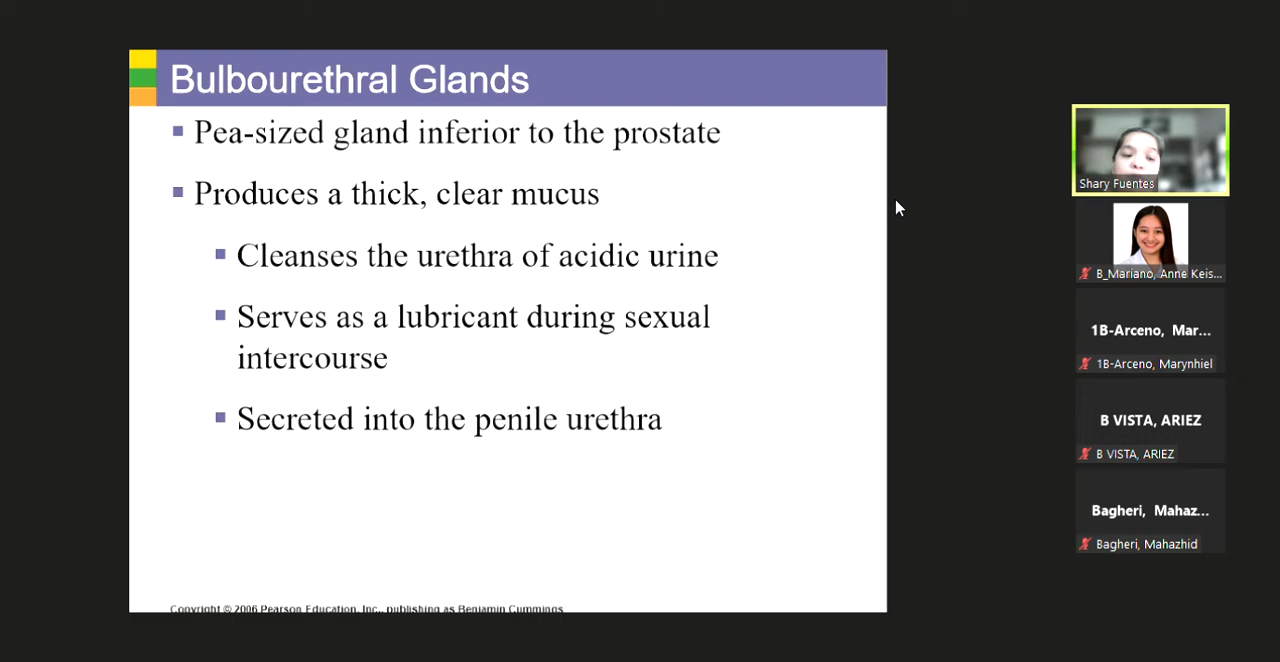 Bulbourethral Glands
Pea-sized gland inferior to the prostate
Produces a thick, clear mucus
Cleanses the urethra of acidic urine
Serves as a lubricant during sexual
intercourse
Secreted into the penile urethra
Copyright © 2006 Pearson Education, Inc., publishing as Benjamin Cummings
Shary Fuentes
B_Mariano, Anne Keis...
1B-Arceno, Mar...
1B-Arceno, Marynhiel
B VISTA, ARIEZ
B VISTA, ARIEZ
Bagheri, Mahaz...
Bagheri, Mahazhid